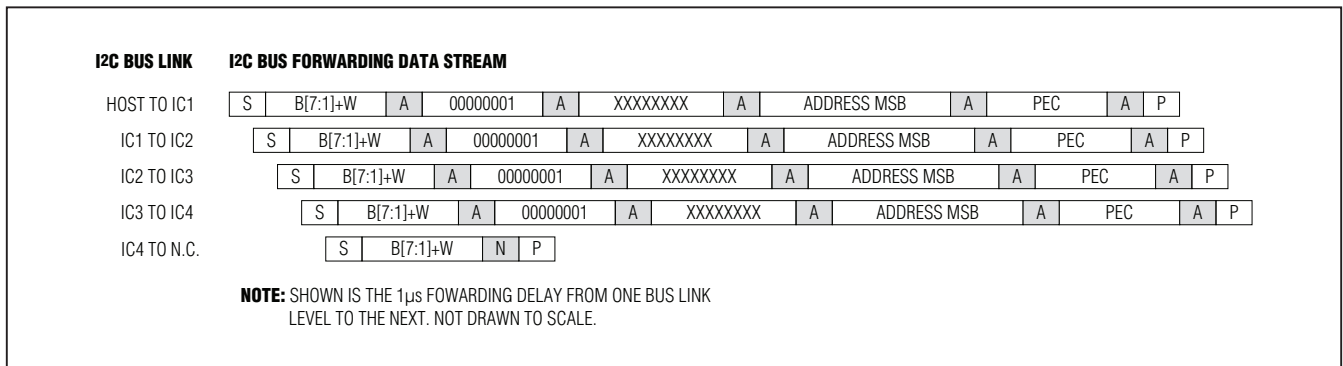 I2C BUS LINK I2C BUS FORWARDING DATA STREAM
HOST TO IC1 S B[7:1]+W A 00000001 A XXXXXXXX A ADDRESS MSB A PEC A P
IC1 TO IC2 S B[7:1]+W A 00000001 A XXXXXXXX A ADDRESS MSB A PEC A P
IC2 TO IC3 S B[7:1]+W A 00000001 A XXXXXXXX A ADDRESS MSB A PEC A P
IC3 TO IC4 S B[7:1]+W A 00000001 A XXXXXXXX A ADDRESS MSB A PEC A P
IC4 TO N.C. S B[7:1]+W N P
NOTE: SHOWN IS THE 1µs FOWARDING DELAY FROM ONE BUS LINK
LEVEL TO THE NEXT. NOT DRAWN TO SCALE.